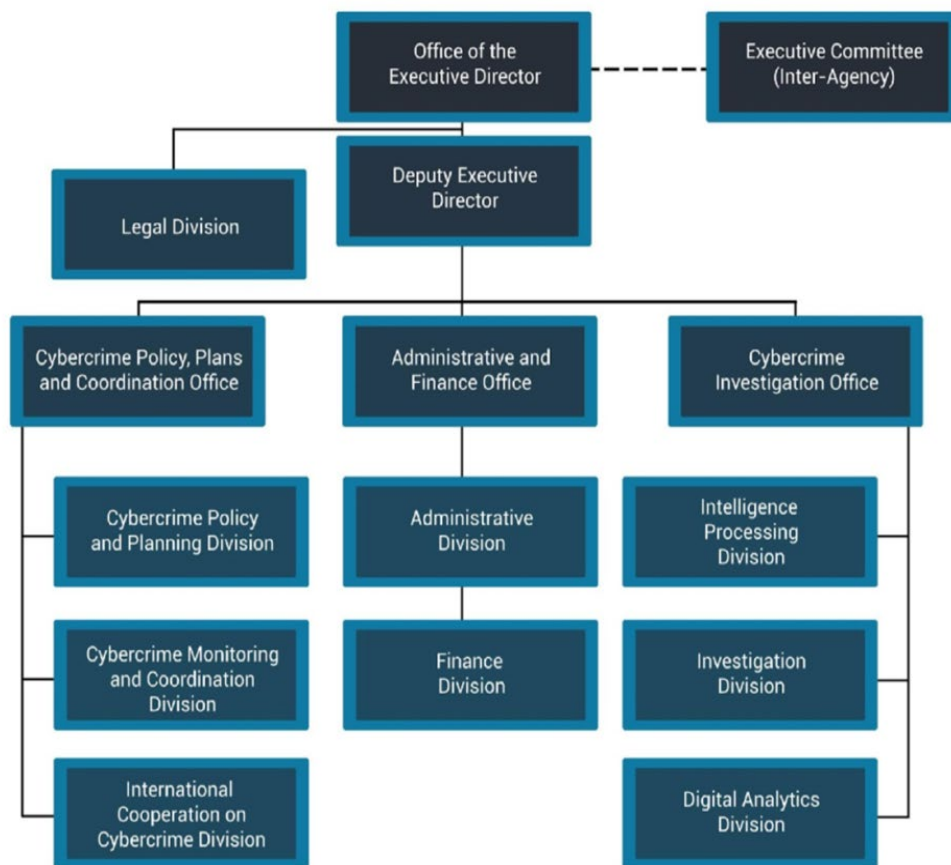 Office of the
Executive Director
Executive Committee
(Inter-Agency)
Legal Division
Deputy Executive
Director
Cybercrime Policy, Plans
and Coordination Office
Administrative and
Finance Office
Cybercrime
Investigation Office
Cybercrime Policy
and Planning Division
Administrative
Division
Intelligence
Processing
Division
Cybercrime Monitoring
and Coordination
Division
Finance
Division
Investigation
Division
International
Cooperation on
Cybercrime Division
Digital Analytics
Division